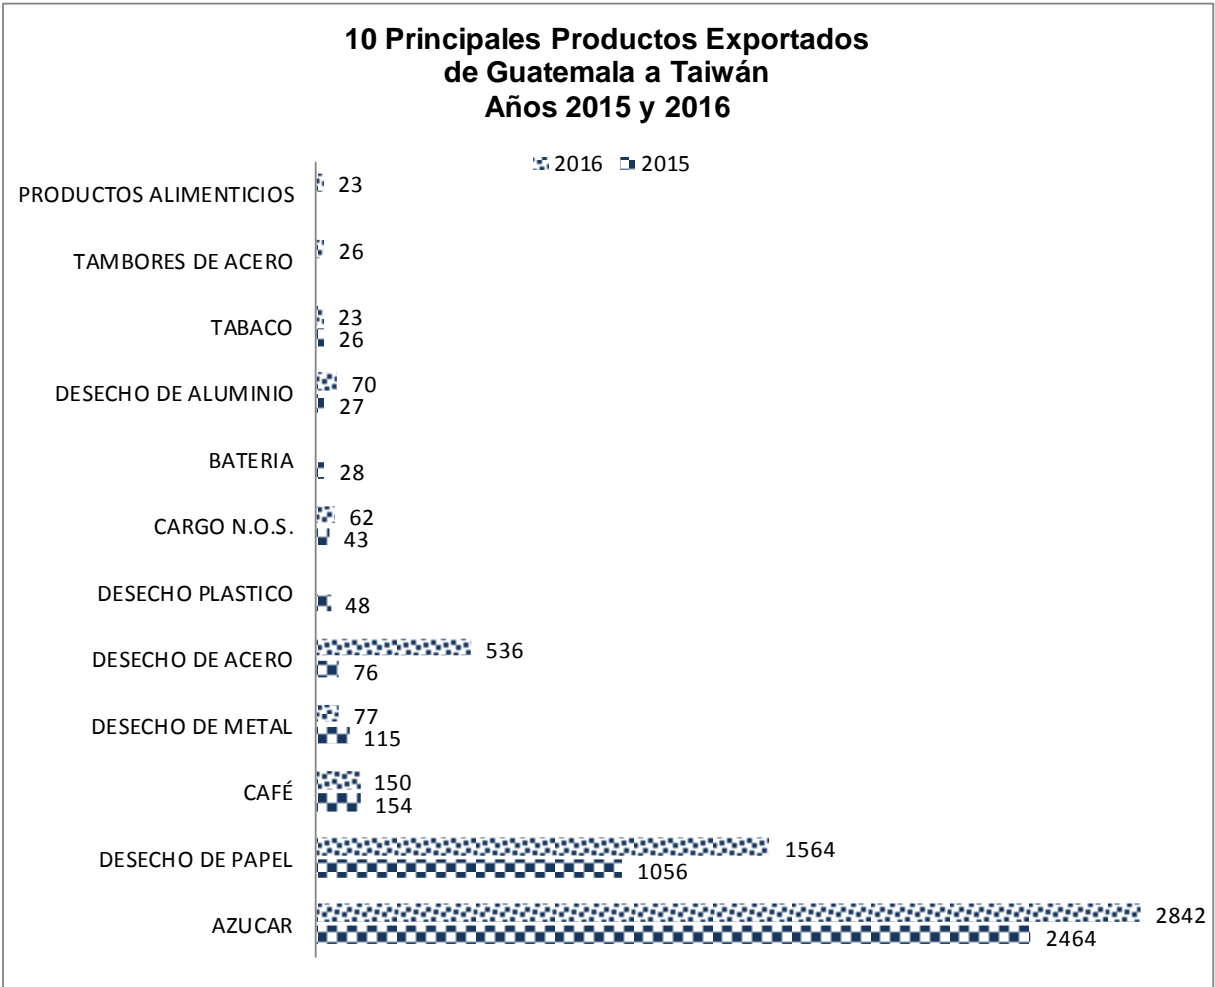 10 Principales Productos Exportados
de Guatemala a Taiwán
Años 2015 y 2016
2016 2015
PRODUCTOS ALIMENTICIOS 23
TAMBORES DE ACERO 26
TABACO 23
26
DESECHO DE ALUMINIO 70
27
BATERIA 28
CARGO N.O.S. 62
43
DESECHO PLASTICO 48
DESECHO DE ACERO 536
76
DESECHO DE METAL 77
115
CAFÉ 150
154
DESECHO DE PAPEL 1564
1056
AZUCAR 2842
2464